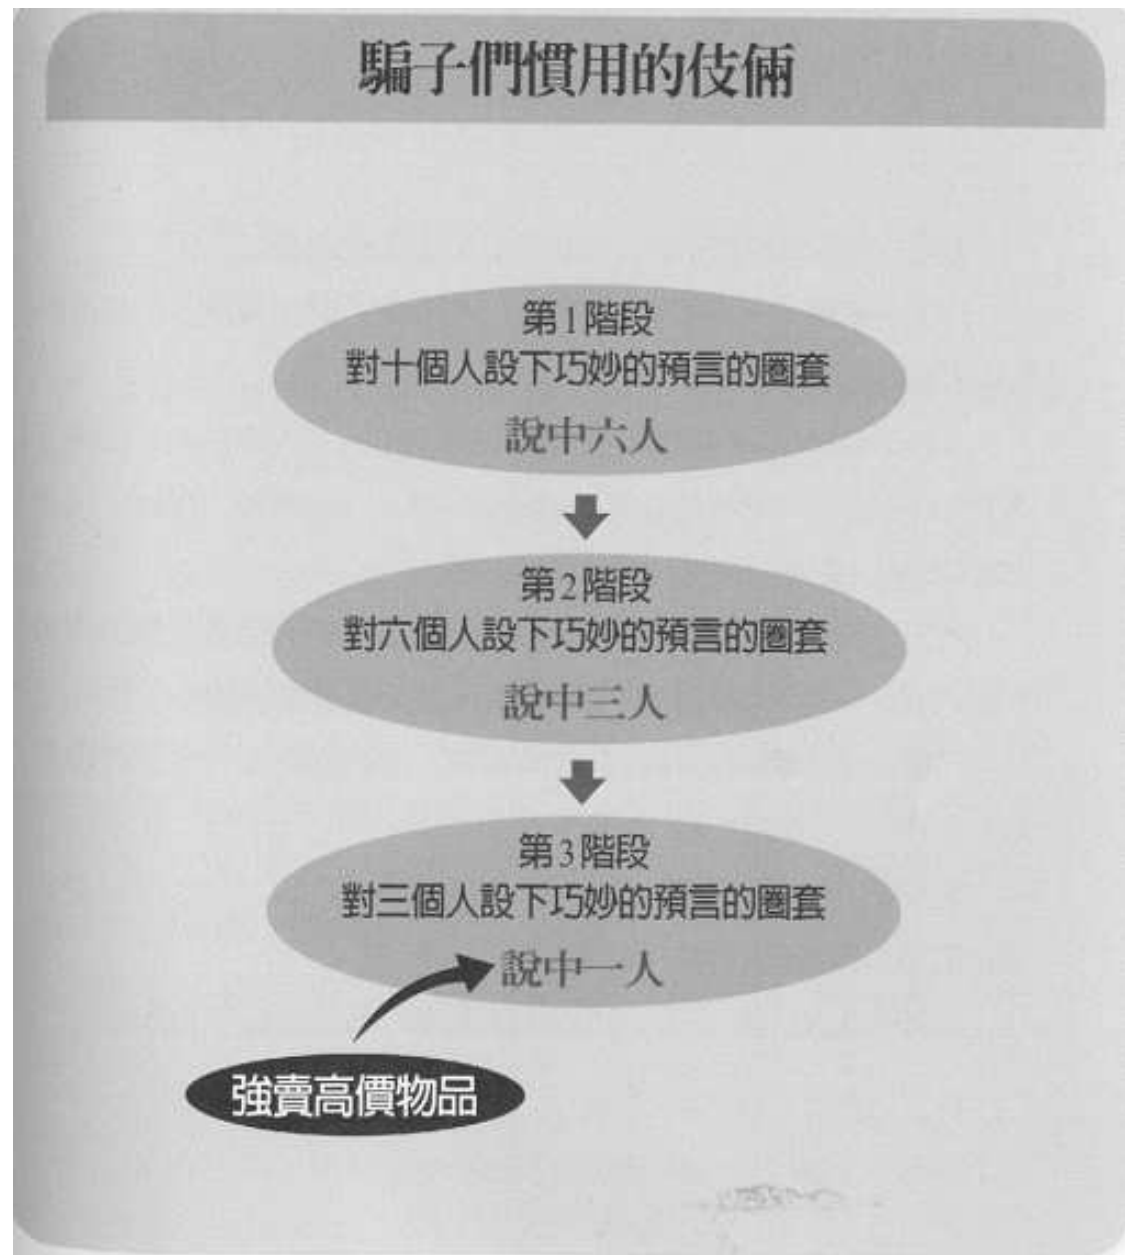 騙子們慣用的伎倆
第1階段
對十個人設下巧妙的預言的圈套
說中六人
第2階段
對六個人設下巧妙的預言的圈套
說中三人
第3階段
對三個人設下巧妙的預言的圈套
說中一人
強賣高價物品